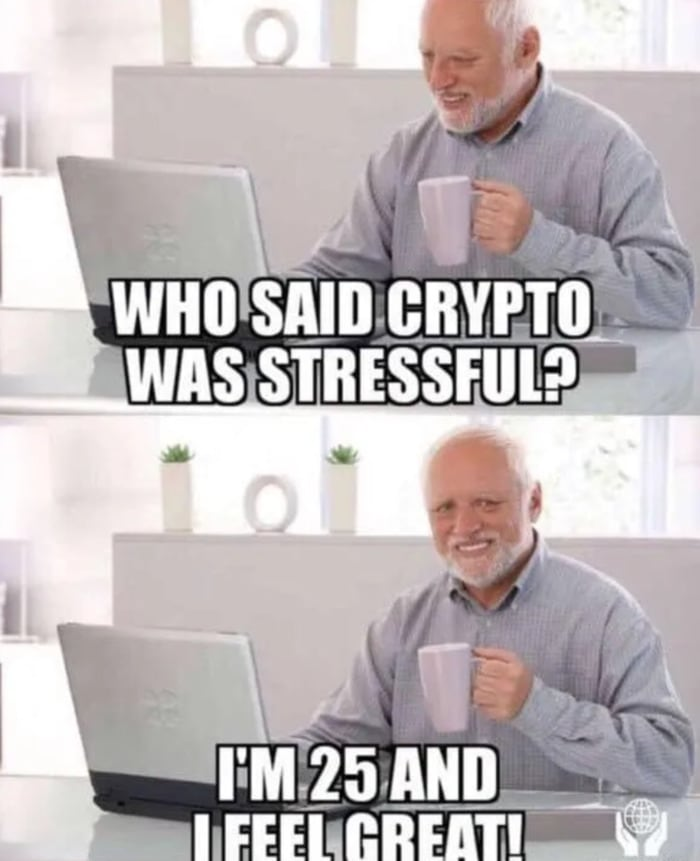 WHO SAID CRYPTO
WAS STRESSFUL?
I'M 25 AND
I FEEL GREAT!